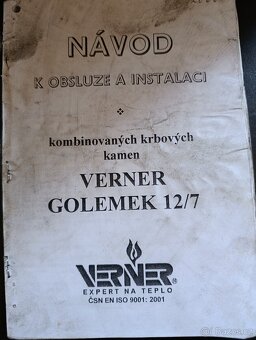 NÁVOD
K OBSLUZE A INSTALACI
kombinovaných krbových
kamen
VERNER
GOLEMEK 12/7
VERNER®
EXPERT NA TEPLO
ČSN EN ISO 9001: 2001